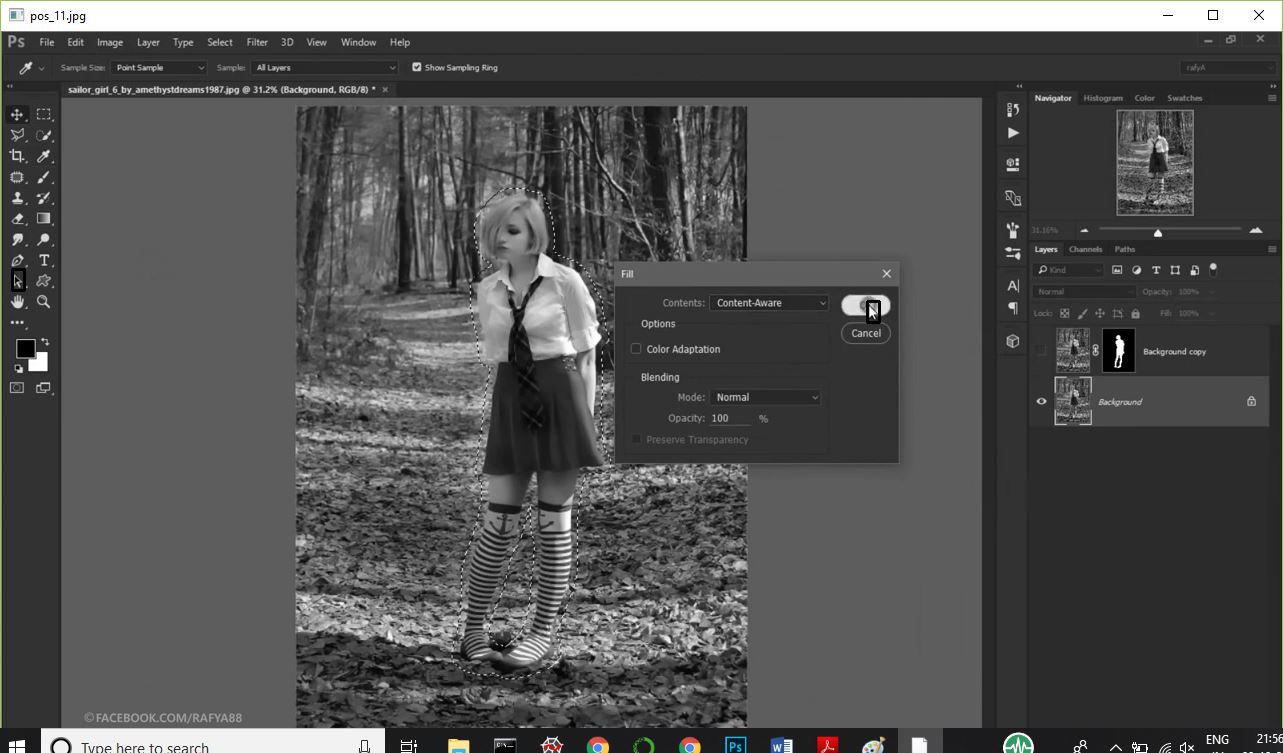 pos_11.jpg
Ps File Edit Image Layer Type Select Filter 3D View Window Help
Sample Size: Point Sample Sample: All Layers Show Sampling Ring rafyA
sailor_girl_6_by_amethystdreams1987.jpg @ 31.2% (Background, RGB/8) *
Navigator Histogram Color Swatches
31.16%
Layers Channels Paths
Kind
Normal Opacity: 100%
Lock: Fill: 100%
Background copy
Background
Fill
Contents: Content-Aware
Cancel
Options
Color Adaptation
Blending
Mode: Normal
Opacity: 100 %
Preserve Transparency
©FACEBOOK.COM/RAFYA88
Type here to search
Ps
ENG
21:56